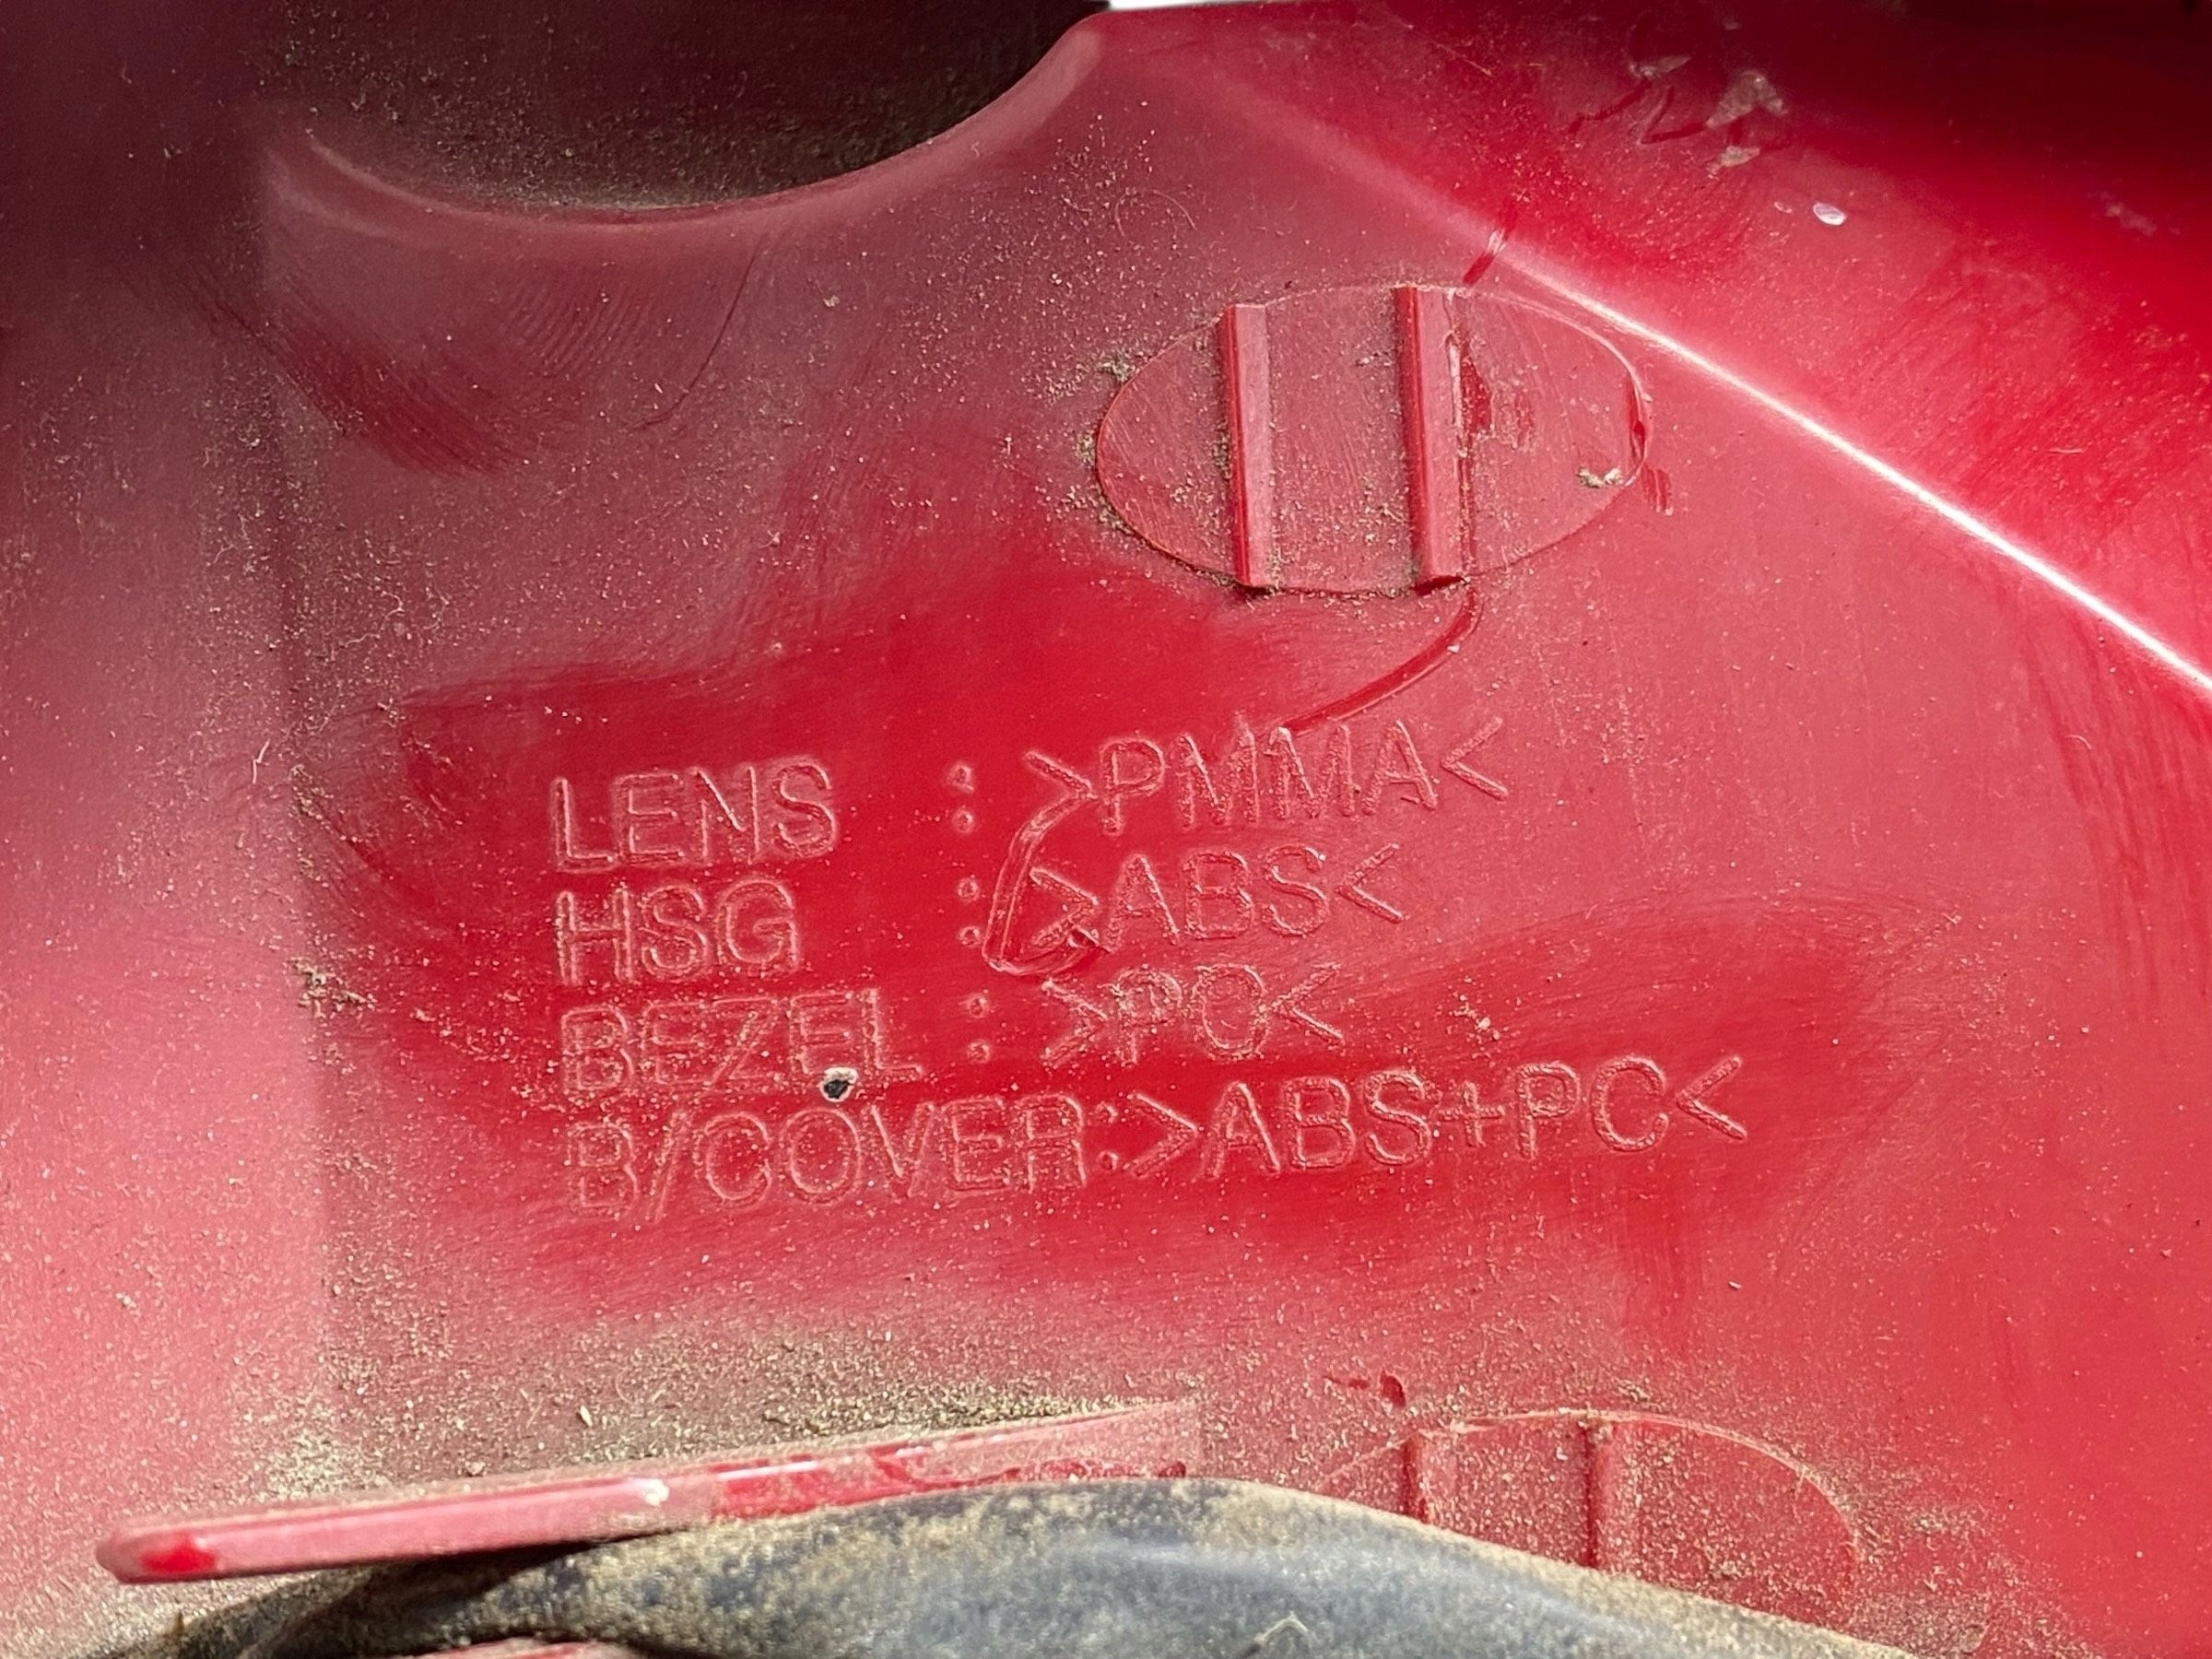 LENS : >PMMA<
HSG : >ABS<
BEZEL : >PC<
B/COVER:>ABS+PC<